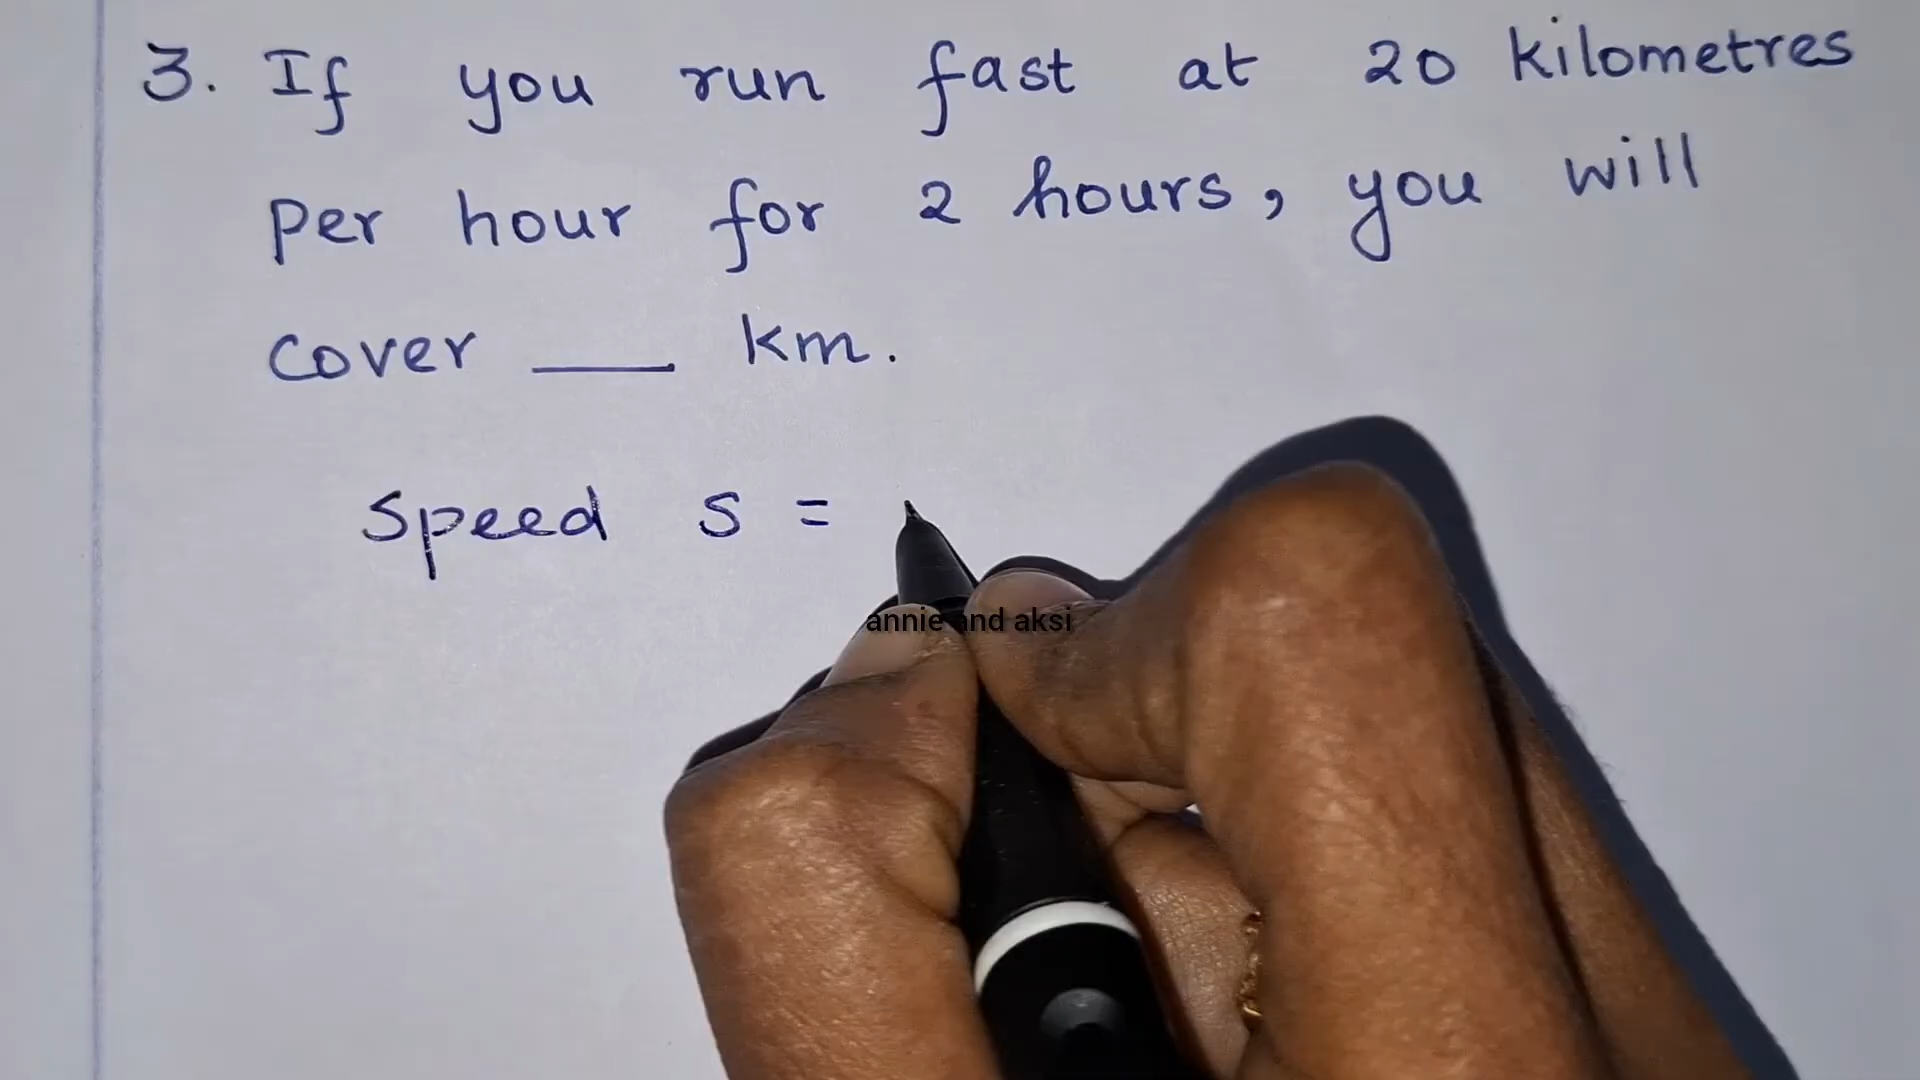 3. If you run fast at 20 kilometres
per hour for 2 hours, you will
cover ___ km.
Speed s =
annie and aksi